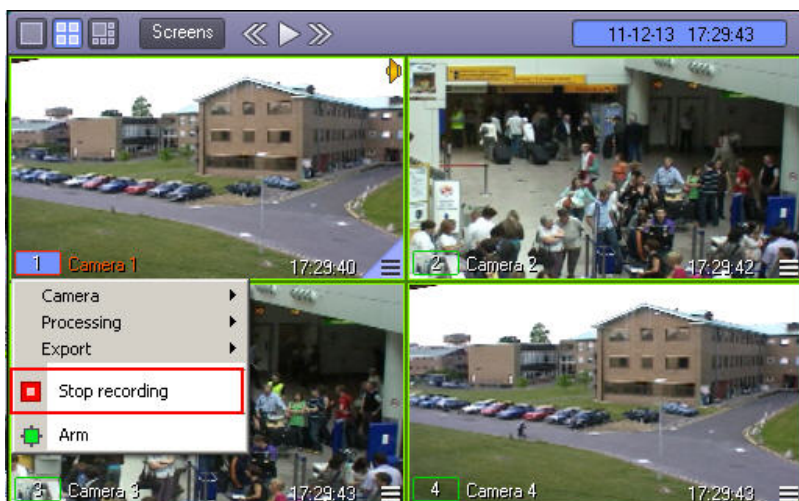 Screens
11-12-13 17:29:43
1 Camera 1 17:29:40
2 Camera 2 17:29:42
Camera
Processing
Export
Stop recording
Arm
3 Camera 3 17:29:43
4 Camera 4 17:29:43